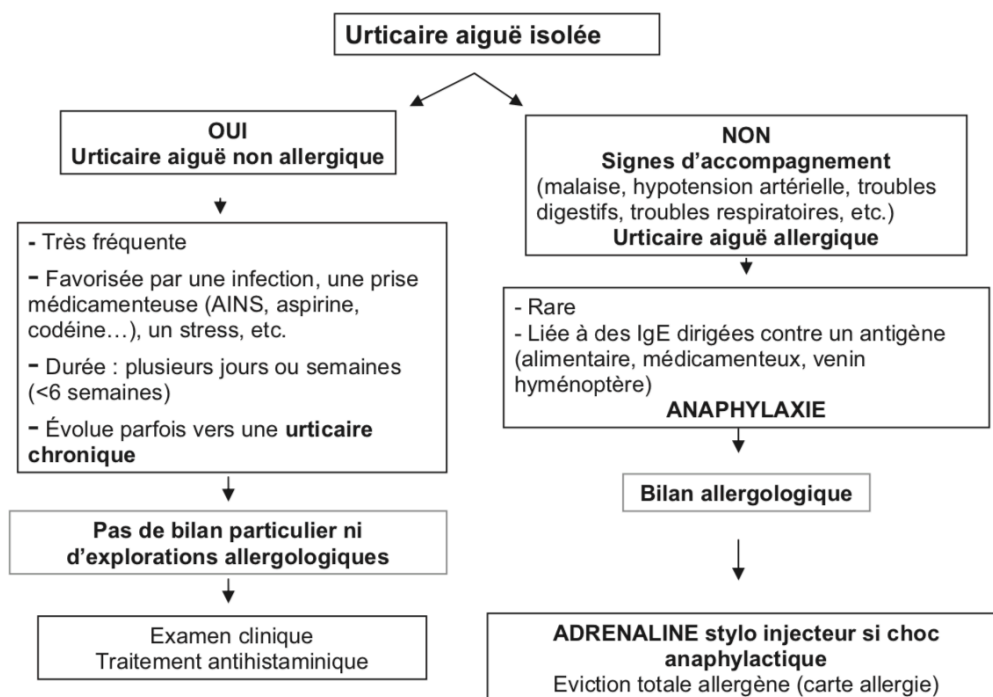 Urticaire aiguë isolée
OUI
Urticaire aiguë non allergique
- Très fréquente
- Favorisée par une infection, une prise
médicamenteuse (AINS, aspirine,
codéine…), un stress, etc.
- Durée : plusieurs jours ou semaines
(<6 semaines)
- Évolue parfois vers une urticaire
chronique
Pas de bilan particulier ni
d’explorations allergologiques
Examen clinique
Traitement antihistaminique
NON
Signes d’accompagnement
(malaise, hypotension artérielle, troubles
digestifs, troubles respiratoires, etc.)
Urticaire aiguë allergique
- Rare
- Liée à des IgE dirigées contre un antigène
(alimentaire, médicamenteux, venin
hyménoptère)
ANAPHYLAXIE
Bilan allergologique
ADRENALINE stylo injecteur si choc
anaphylactique
Eviction totale allergène (carte allergie)